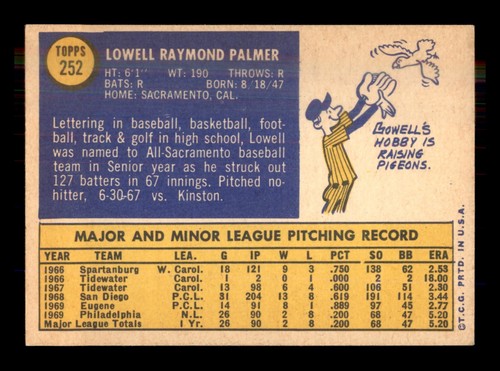 TOPPS
252
LOWELL RAYMOND PALMER
HT: 6'1" WT: 190 THROWS: R
BATS: R BORN: 8/18/47
HOME: SACRAMENTO, CAL.
Lettering in baseball, basketball, foot-
ball, track & golf in high school, Lowell
was named to All-Sacramento baseball
team in Senior year as he struck out
127 batters in 67 innings. Pitched no-
hitter, 6-30-67 vs. Kinston.
LOWELL'S
HOBBY IS
RAISING
PIGEONS.
MAJOR AND MINOR LEAGUE PITCHING RECORD
YEAR TEAM LEA. G IP W L PCT SO BB ERA
1966 Spartanburg W. Carol. 18 121 9 3 .750 138 62 2.53
1966 Tidewater Carol. 1 2 0 1 .000 2 2 18.00
1967 Tidewater Carol. 13 98 6 4 .600 106 51 2.30
1968 San Diego P.C.L. 31 204 13 8 .619 191 114 3.44
1969 Eugene P.C.L. 14 91 8 1 .889 97 45 2.77
1969 Philadelphia N.L. 26 90 2 8 .200 68 47 5.20
Major League Totals 1 Yr. 26 90 2 8 .200 68 47 5.20
©T.C.G. PRTD. IN U.S.A.